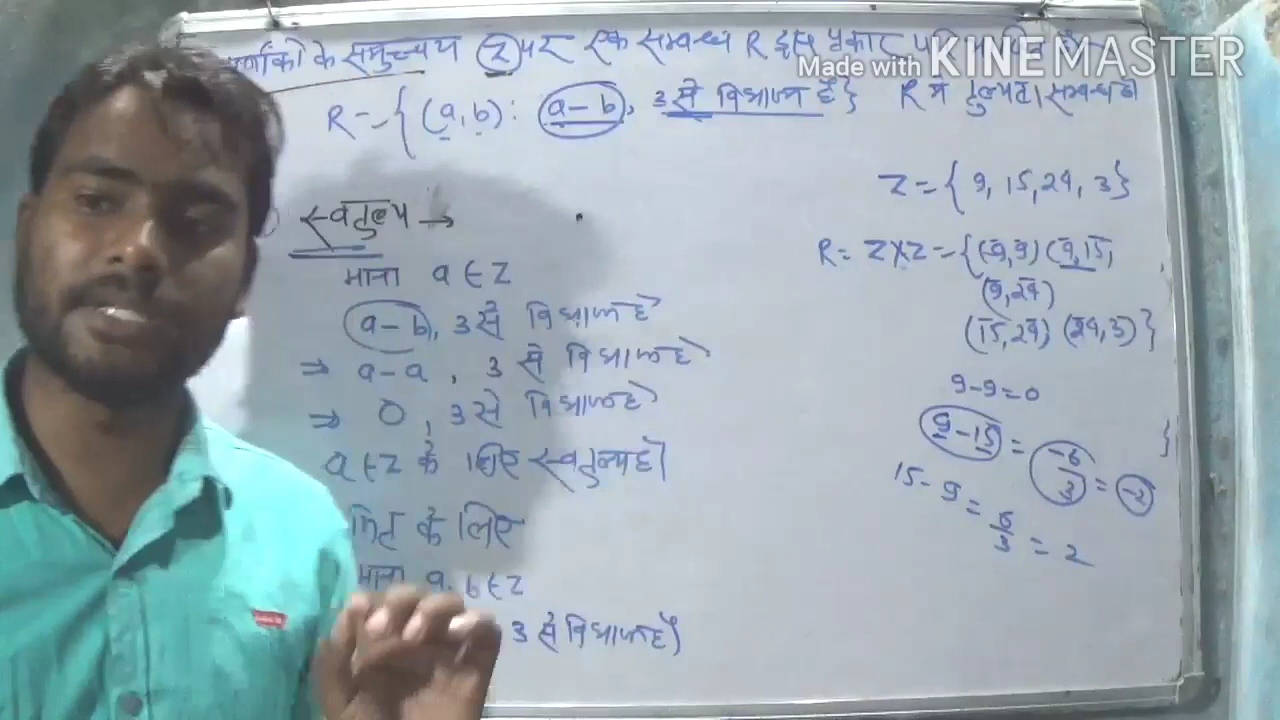 के समुच्चय Z पर एक सम्बन्ध R इस प्रकार
Made with KINEMASTER
R = {(a, b) : a - b, 3 से विभाज्य है} R में तुल्यता सम्बन्ध है
Z = { 9, 15, 24, 3}
स्वतुल्य →
R = Z X Z = {(9, 9) (9, 15,
माना a ∈ Z
(9, 24)
a - b, 3 से विभाज्य है
(15, 24) (24, 3)}
⇒ a - a, 3 से विभाज्य है
9 - 9 = 0
⇒ 0, 3 से विभाज्य है
9 - 15 = -6/3 = -2
a ∈ Z के लिए स्वतुल्य है।
15 - 9 = 6/3 = 2
के लिए
माना a, b ∈ Z
3 से विभाज्य है।